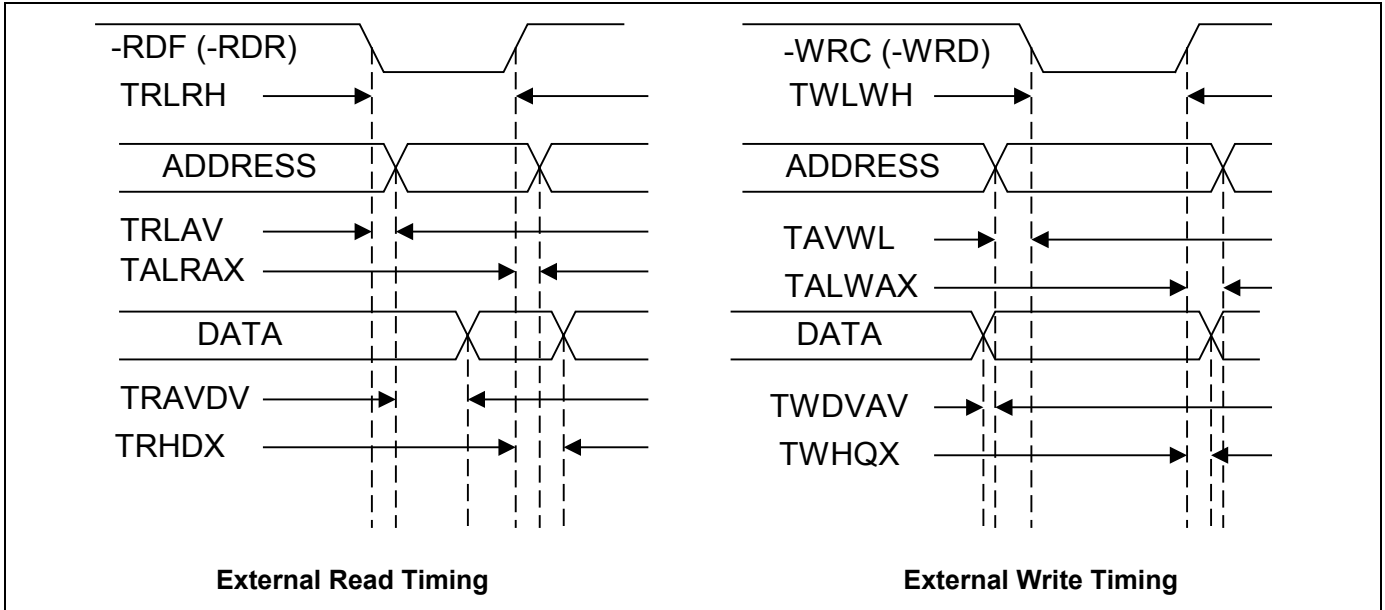 -RDF (-RDR)
TRLRH
ADDRESS
TRLAV
TALRAX
DATA
TRAVDV
TRHDX
External Read Timing
-WRC (-WRD)
TWLWH
ADDRESS
TAVWL
TALWAX
DATA
TWDVAV
TWHQX
External Write Timing